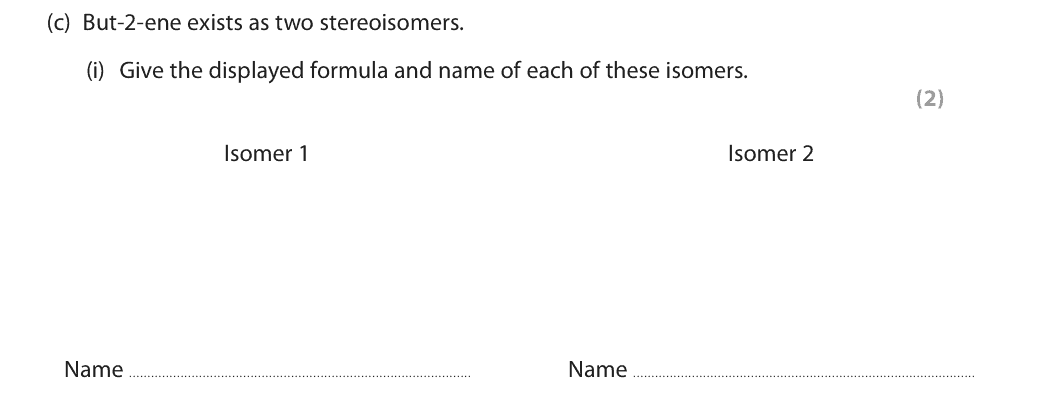 (c) But-2-ene exists as two stereoisomers.
(i) Give the displayed formula and name of each of these isomers.
(2)
Isomer 1 Isomer 2
Name ........................ Name ........................